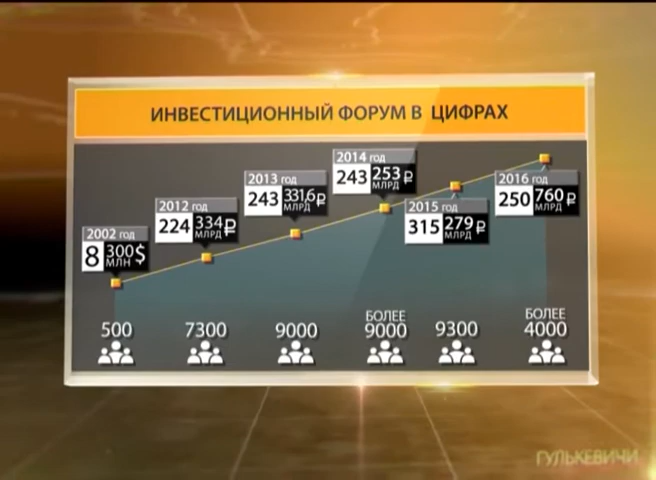 ИНВЕСТИЦИОННЫЙ ФОРУМ В ЦИФРАХ
2002 год
8 300 МЛН $
2012 год
224 334 МЛРД ₽
2013 год
243 331,6 МЛРД ₽
2014 год
243 253 МЛРД ₽
2015 год
315 279 МЛРД ₽
2016 год
250 760 МЛРД ₽
500
7300
9000
БОЛЕЕ
9000
9300
БОЛЕЕ
4000
ГУЛЬКЕВИЧИ